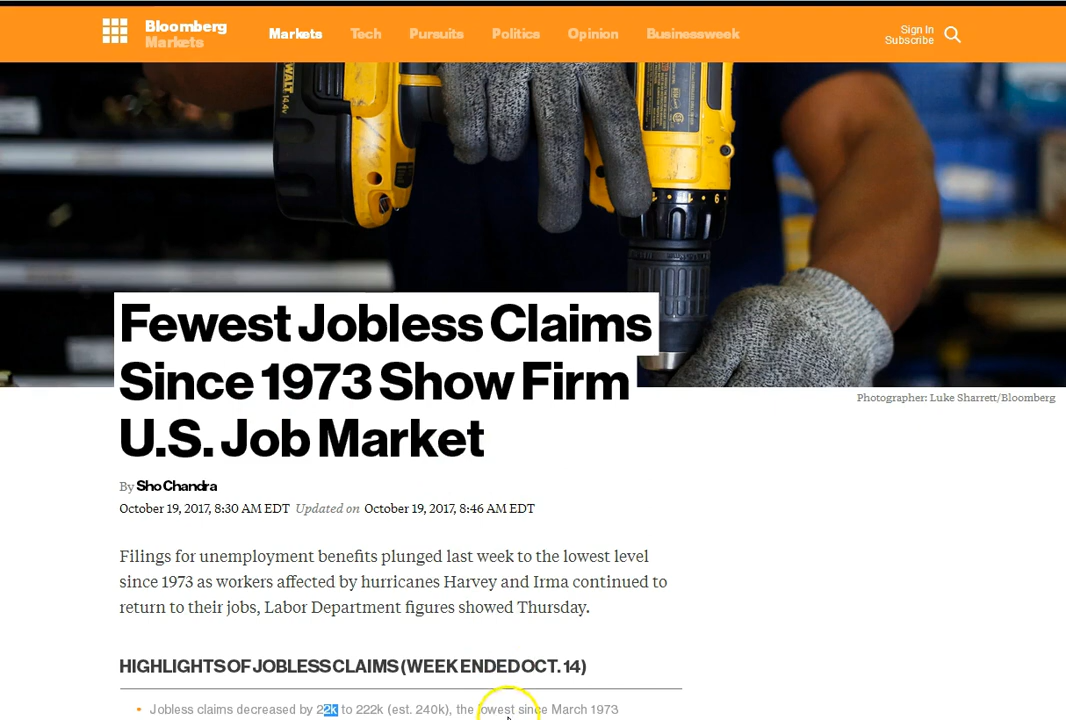 Bloomberg
Markets
Markets Tech Pursuits Politics Opinion Businessweek
Sign In
Subscribe
DEWALT 14.4v
6
Fewest Jobless Claims
Since 1973 Show Firm
U.S. Job Market
Photographer: Luke Sharrett/Bloomberg
By Sho Chandra
October 19, 2017, 8:30 AM EDT Updated on October 19, 2017, 8:46 AM EDT
Filings for unemployment benefits plunged last week to the lowest level
since 1973 as workers affected by hurricanes Harvey and Irma continued to
return to their jobs, Labor Department figures showed Thursday.
HIGHLIGHTS OF JOBLESS CLAIMS (WEEK ENDED OCT. 14)
• Jobless claims decreased by 22k to 222k (est. 240k), the lowest since March 1973